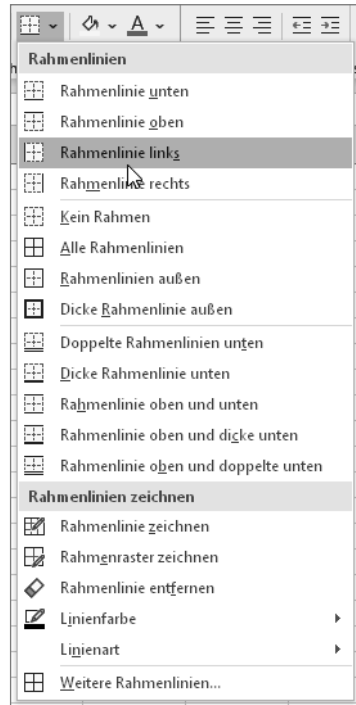 Rahmenlinien
Rahmenlinie unten
Rahmenlinie oben
Rahmenlinie links
Rahmenlinie rechts
Kein Rahmen
Alle Rahmenlinien
Rahmenlinien außen
Dicke Rahmenlinie außen
Doppelte Rahmenlinien unten
Dicke Rahmenlinie unten
Rahmenlinie oben und unten
Rahmenlinie oben und dicke unten
Rahmenlinie oben und doppelte unten
Rahmenlinien zeichnen
Rahmenlinie zeichnen
Rahmenraster zeichnen
Rahmenlinie entfernen
Linienfarbe
Linienart
Weitere Rahmenlinien...